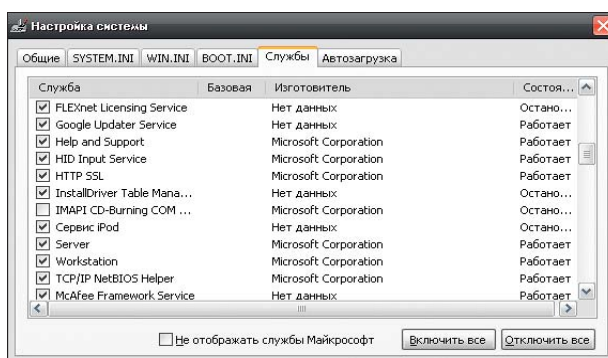 Настройка системы
Общие SYSTEM.INI WIN.INI BOOT.INI Службы Автозагрузка
Служба Базовая Изготовитель Состоя...
FLEXnet Licensing Service Нет данных Остано...
Google Updater Service Нет данных Работает
Help and Support Microsoft Corporation Работает
HID Input Service Microsoft Corporation Работает
HTTP SSL Microsoft Corporation Работает
InstallDriver Table Mana... Нет данных Остано...
IMAPI CD-Burning COM ... Microsoft Corporation Остано...
Сервис iPod Нет данных Остано...
Server Microsoft Corporation Работает
Workstation Microsoft Corporation Работает
TCP/IP NetBIOS Helper Microsoft Corporation Работает
McAfee Framework Service Нет данных Работает
Не отображать службы Майкрософт Включить все Отключить все